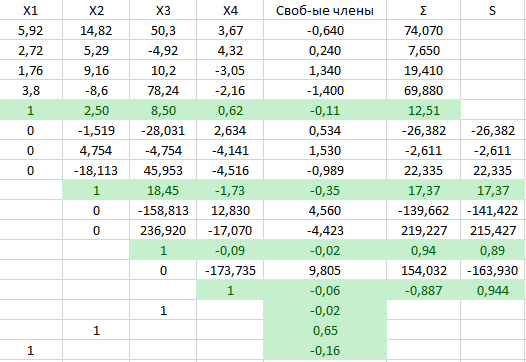 X1 X2 X3 X4 Своб-ые члены Σ S
5,92 14,82 50,3 3,67 -0,640 74,070
2,72 5,29 -4,92 4,32 0,240 7,650
1,76 9,16 10,2 -3,05 1,340 19,410
3,8 -8,6 78,24 -2,16 -1,400 69,880
1 2,50 8,50 0,62 -0,11 12,51
0 -1,519 -28,031 2,634 0,534 -26,382 -26,382
0 4,754 -4,754 -4,141 1,530 -2,611 -2,611
0 -18,113 45,953 -4,516 -0,989 22,335 22,335
1 18,45 -1,73 -0,35 17,37 17,37
0 -158,813 12,830 4,560 -139,662 -141,422
0 236,920 -17,070 -4,423 219,227 215,427
1 -0,09 -0,02 0,94 0,89
0 -173,735 9,805 154,032 -163,930
1 -0,06 -0,887 0,944
1 -0,02
1 0,65
1 -0,16